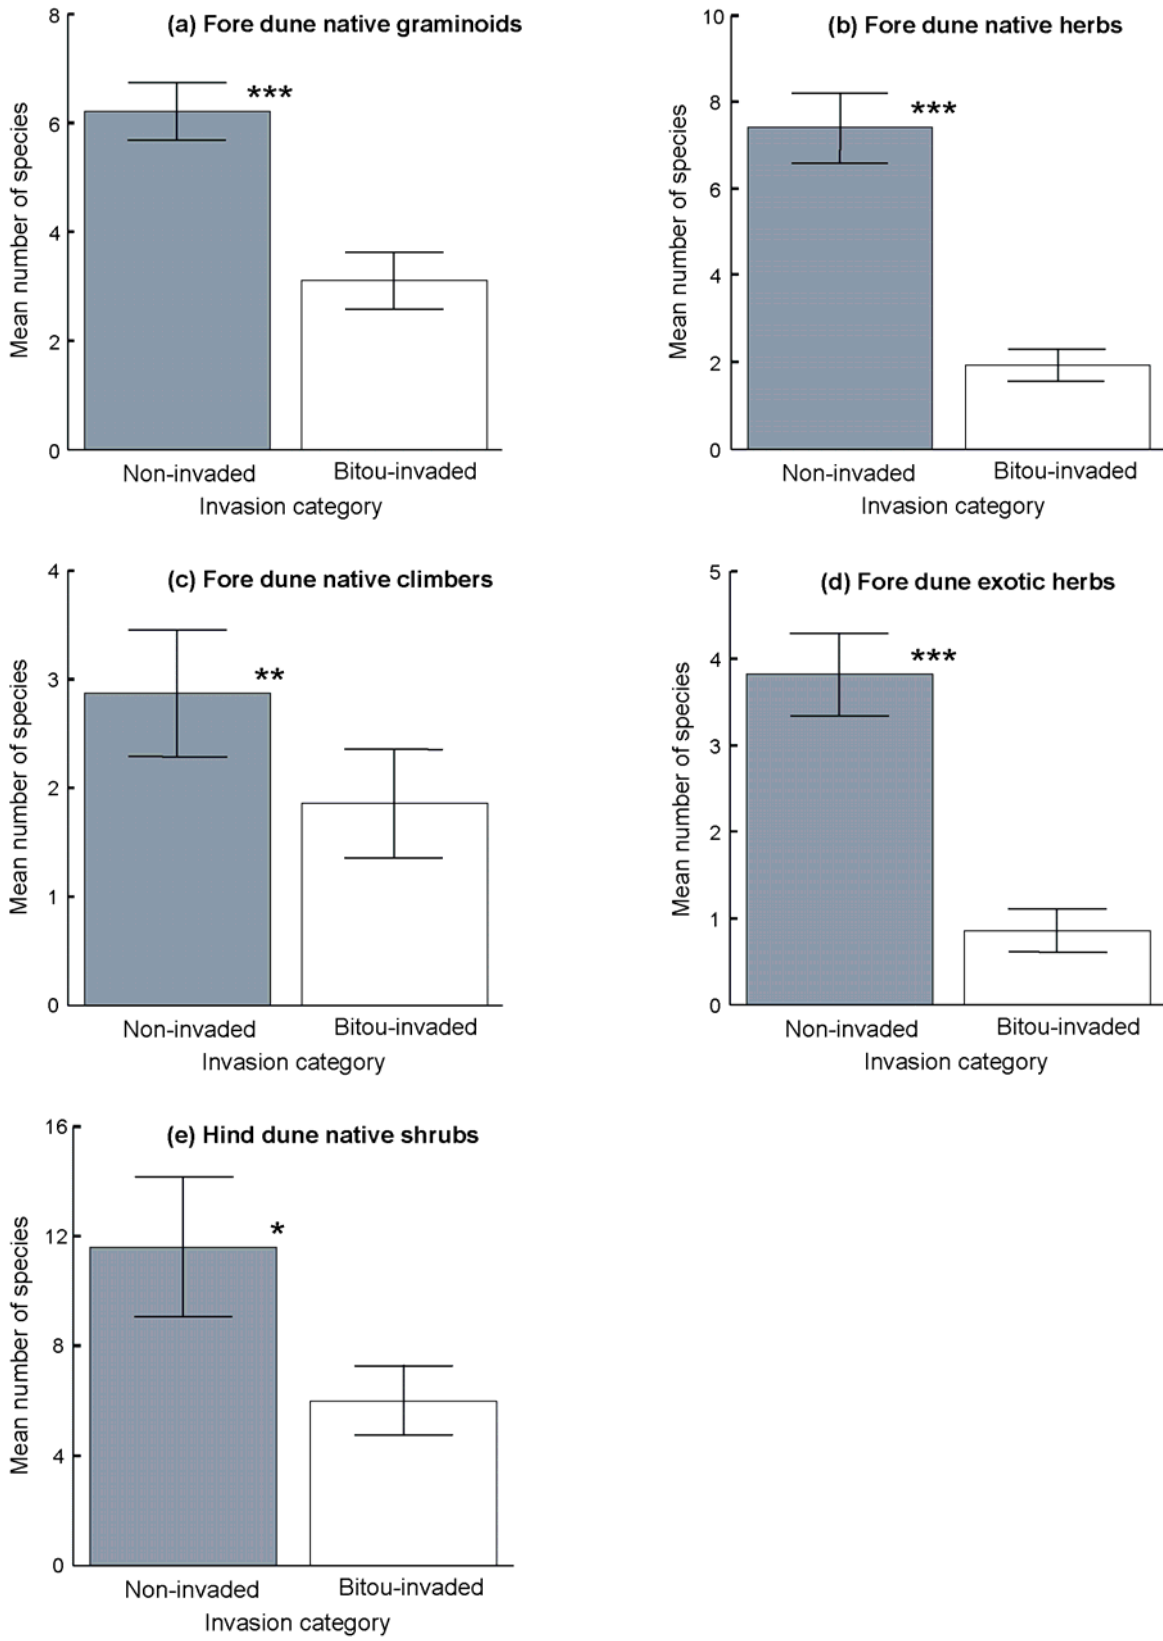 (a) Fore dune native graminoids
Mean number of species
8
6
4
2
0
***
Non-invaded
Bitou-invaded
Invasion category
(b) Fore dune native herbs
Mean number of species
10
8
6
4
2
0
***
Non-invaded
Bitou-invaded
Invasion category
(c) Fore dune native climbers
Mean number of species
4
3
2
1
0
**
Non-invaded
Bitou-invaded
Invasion category
(d) Fore dune exotic herbs
Mean number of species
5
4
3
2
1
0
***
Non-invaded
Bitou-invaded
Invasion category
(e) Hind dune native shrubs
Mean number of species
16
12
8
4
0
*
Non-invaded
Bitou-invaded
Invasion category